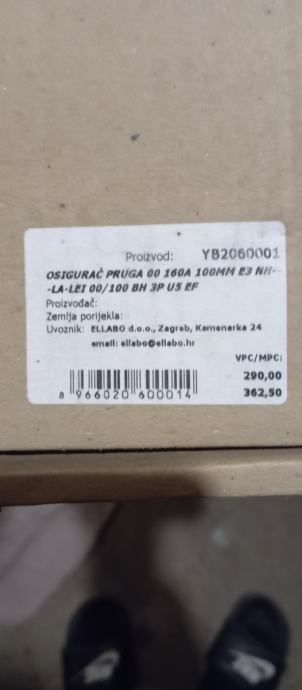 Proizvod: YB2060001
OSIGURAČ PRUGA 00 160A 100MM E3 NH-
-LA-LEI 00/100 BH 3P U5 EF
Proizvođač:
Zemlja porijekla:
Uvoznik: ELLABO d.o.o., Zagreb, Kamenarka 24
email: ellabo@ellabo.hr
VPC/MPC:
290,00
362,50
8 966020 600014